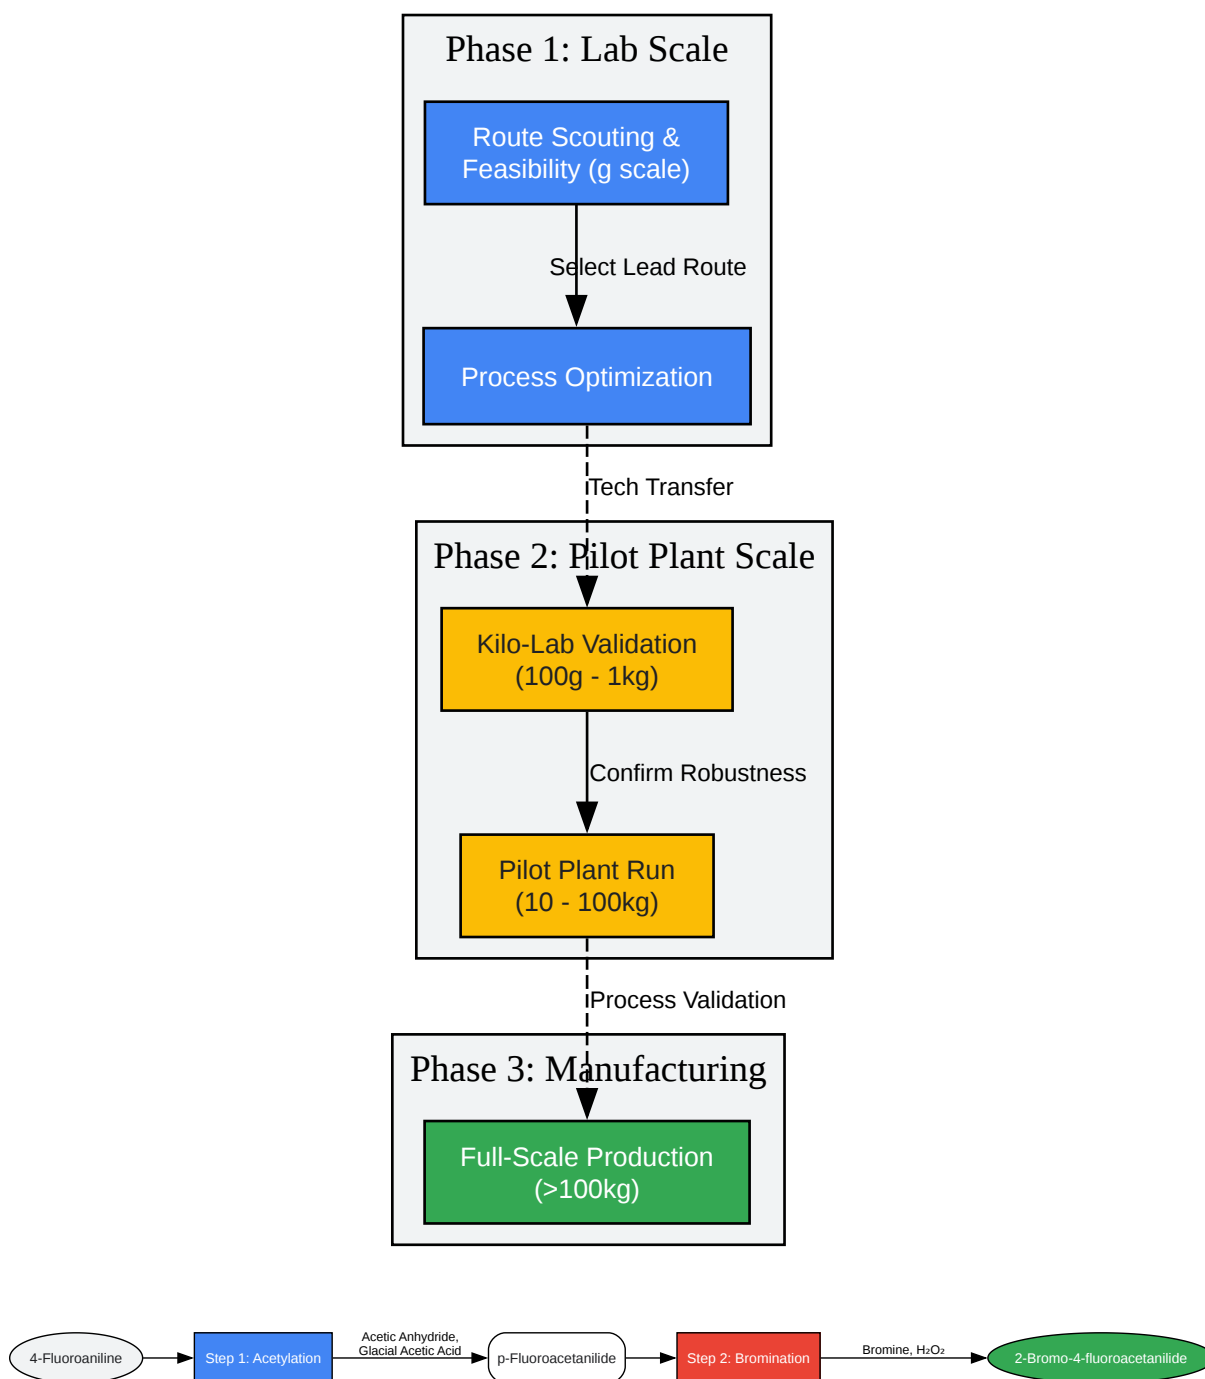 Phase 1: Lab Scale
Route Scouting &
Feasibility (g scale)
Select Lead Route
Process Optimization
Tech Transfer
Phase 2: Pilot Plant Scale
Kilo-Lab Validation
(100g - 1kg)
Confirm Robustness
Pilot Plant Run
(10 - 100kg)
Process Validation
Phase 3: Manufacturing
Full-Scale Production
(>100kg)
4-Fluoroaniline
Step 1: Acetylation
Acetic Anhydride,
Glacial Acetic Acid
p-Fluoroacetanilide
Step 2: Bromination
Bromine, H₂O₂
2-Bromo-4-fluoroacetanilide